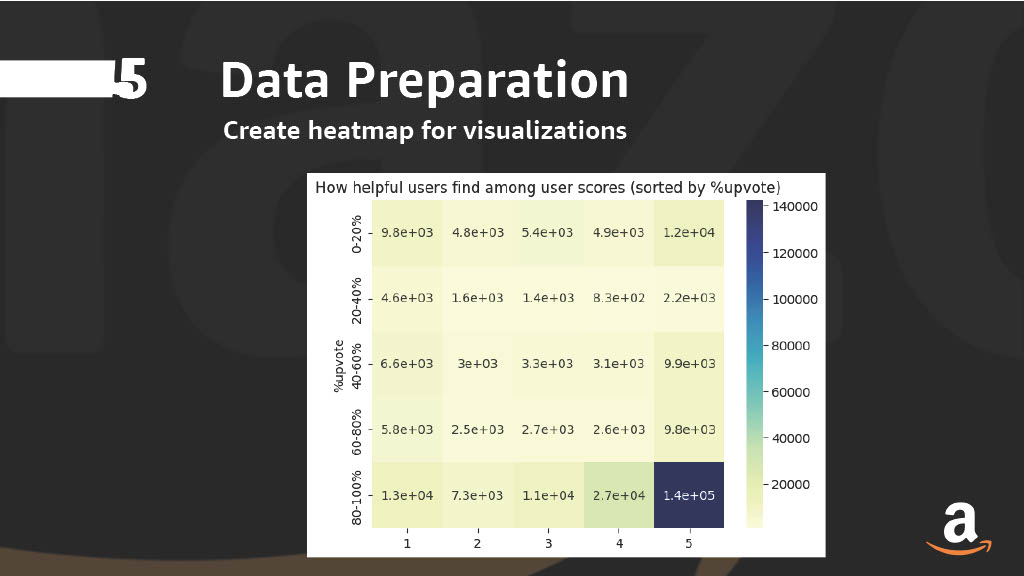 5 Data Preparation
Create heatmap for visualizations
How helpful users find among user scores (sorted by %upvote)
%upvote
0-20% 9.8e+03 4.8e+03 5.4e+03 4.9e+03 1.2e+04
20-40% 4.6e+03 1.6e+03 1.4e+03 8.3e+02 2.2e+03
40-60% 6.6e+03 3e+03 3.3e+03 3.1e+03 9.9e+03
60-80% 5.8e+03 2.5e+03 2.7e+03 2.6e+03 9.8e+03
80-100% 1.3e+04 7.3e+03 1.1e+04 2.7e+04 1.4e+05
1 2 3 4 5
140000
120000
100000
80000
60000
40000
20000
a